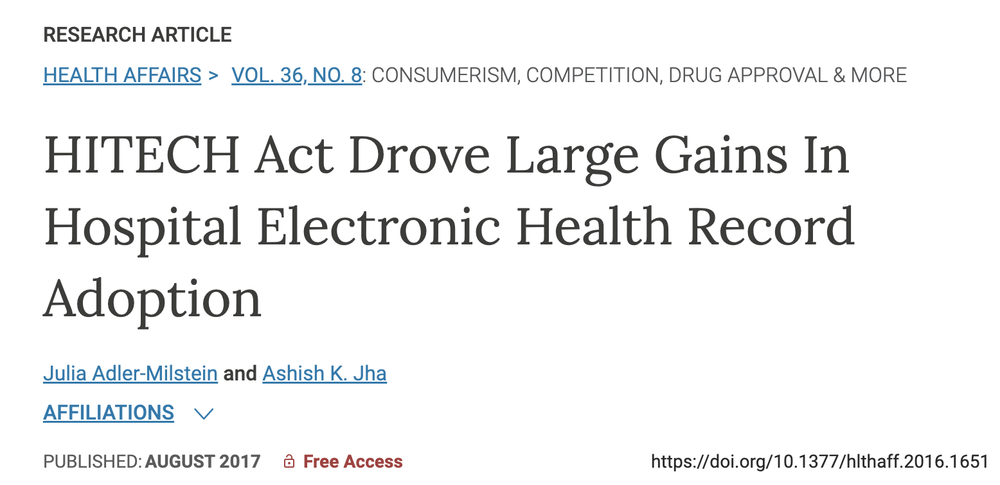 RESEARCH ARTICLE
HEALTH AFFAIRS > VOL. 36, NO. 8: CONSUMERISM, COMPETITION, DRUG APPROVAL & MORE
HITECH Act Drove Large Gains In
Hospital Electronic Health Record
Adoption
Julia Adler-Milstein and Ashish K. Jha
AFFILIATIONS
PUBLISHED: AUGUST 2017 Free Access https://doi.org/10.1377/hlthaff.2016.1651